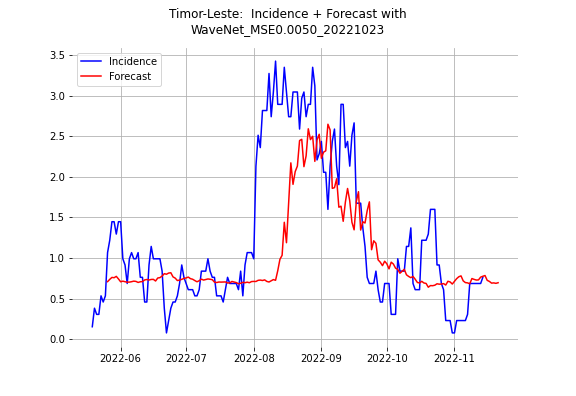 Timor-Leste:  Incidence + Forecast with
WaveNet_MSE0.0050_20221023
Incidence
Forecast
3.5
3.0
2.5
2.0
1.5
1.0
0.5
0.0
2022-06 2022-07 2022-08 2022-09 2022-10 2022-11